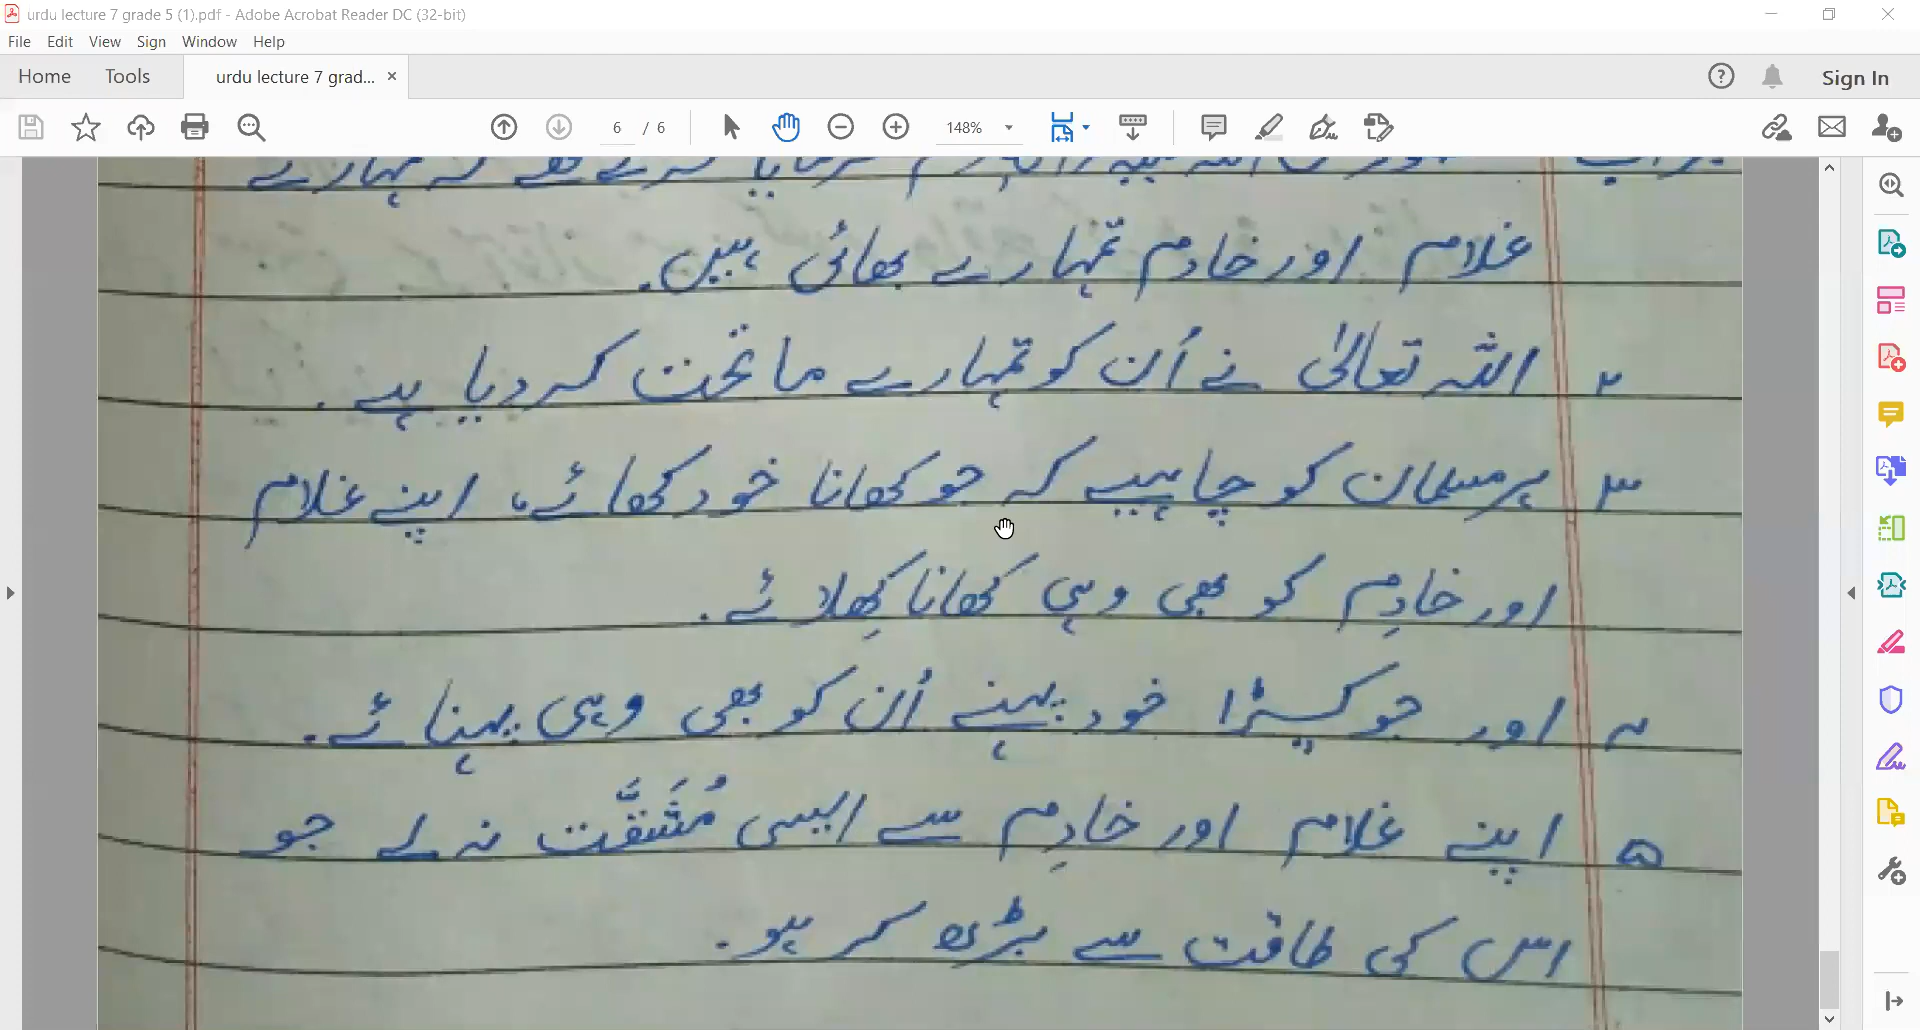 urdu lecture 7 grade 5 (1).pdf - Adobe Acrobat Reader DC (32-bit)
File Edit View Sign Window Help
Home Tools urdu lecture 7 grad... × Sign In
6 / 6 148%
غلام اور خادم تمہارے بھائی ہیں۔
۲ اللہ تعالیٰ نے اُن کو تمہارے ماتحت کر دیا ہے۔
۳ ہر مسلمان کو چاہیے کہ جو کھانا خود کھائے، اپنے غلام
اور خادِم کو بھی وہی کھانا کھِلائے۔
۴ اور جو کپڑا خود پہنے اُن کو بھی وہی پہنائے۔
۵ اپنے غلام اور خادِم سے ایسی مُشَقَّت نہ لے جو
اس کی طاقت سے بڑھ کر ہو۔